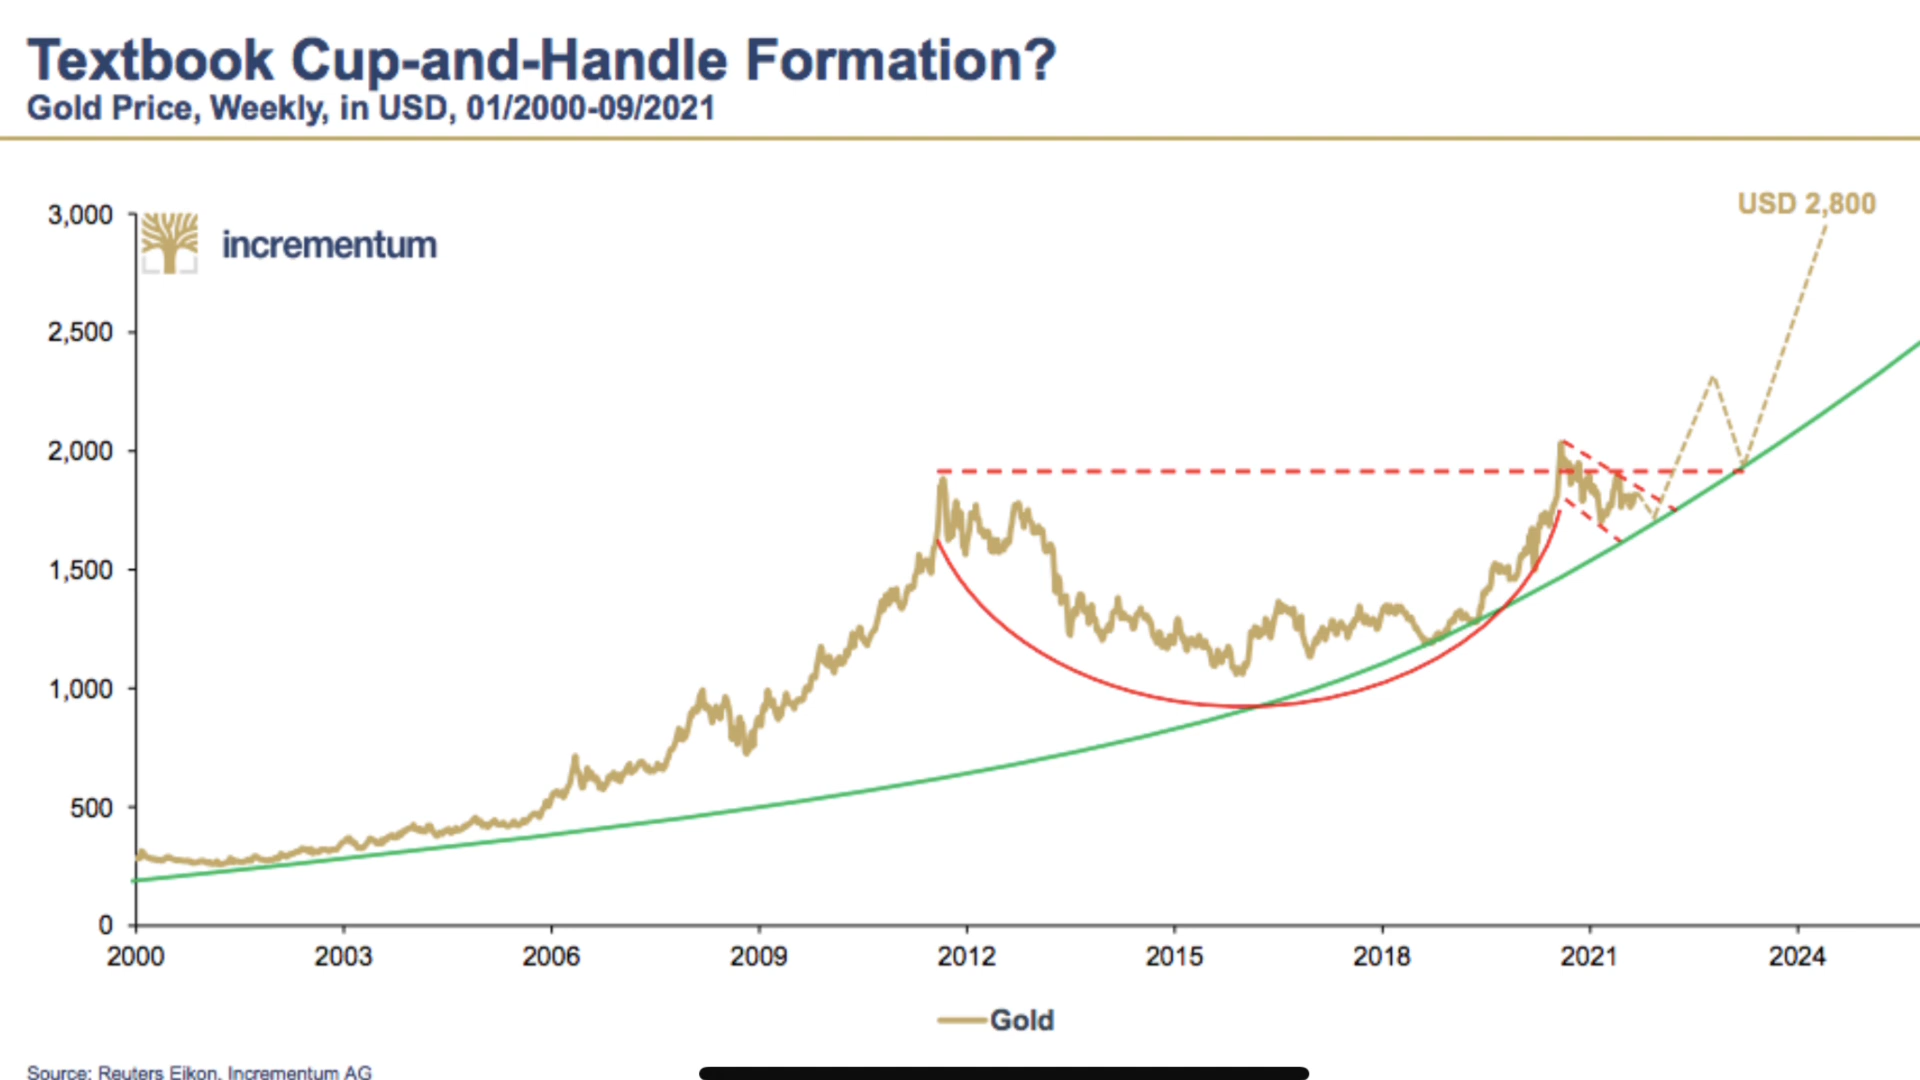 Textbook Cup-and-Handle Formation?
Gold Price, Weekly, in USD, 01/2000-09/2021
USD 2,800
3,000
incrementum
2,500
2,000
1,500
1,000
500
0
2000 2003 2006 2009 2012 2015 2018 2021 2024
Gold
Source: Reuters Eikon, Incrementum AG